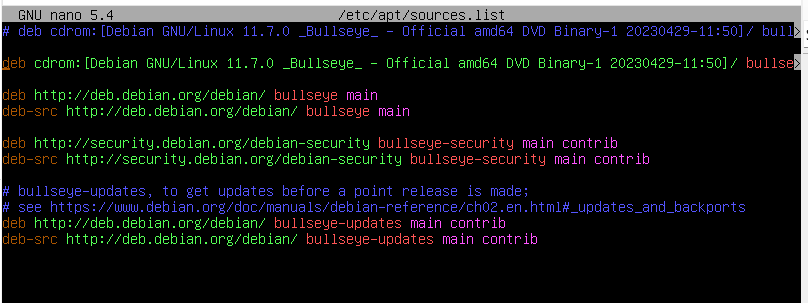 GNU nano 5.4 /etc/apt/sources.list
# deb cdrom:[Debian GNU/Linux 11.7.0 _Bullseye_ - Official amd64 DVD Binary-1 20230429-11:50]/ bull>
deb cdrom:[Debian GNU/Linux 11.7.0 _Bullseye_ - Official amd64 DVD Binary-1 20230429-11:50]/ bullse>
deb http://deb.debian.org/debian/ bullseye main
deb-src http://deb.debian.org/debian/ bullseye main
deb http://security.debian.org/debian-security bullseye-security main contrib
deb-src http://security.debian.org/debian-security bullseye-security main contrib
# bullseye-updates, to get updates before a point release is made;
# see https://www.debian.org/doc/manuals/debian-reference/ch02.en.html#_updates_and_backports
deb http://deb.debian.org/debian/ bullseye-updates main contrib
deb-src http://deb.debian.org/debian/ bullseye-updates main contrib